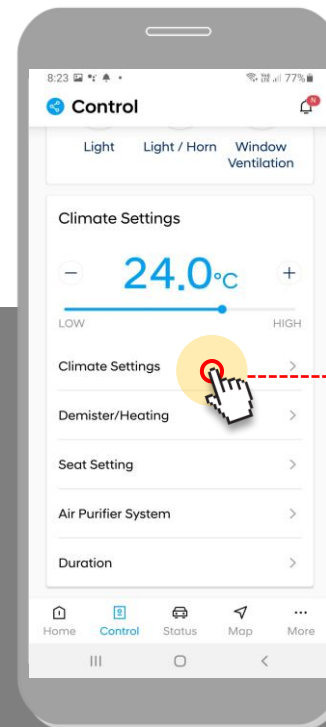 8:23 77%
Control
N
Light Light / Horn Window
Ventilation
Climate Settings
− 24.0°C +
LOW HIGH
Climate Settings
Demister/Heating
Seat Setting
Air Purifier System
Duration
Home Control Status Map More